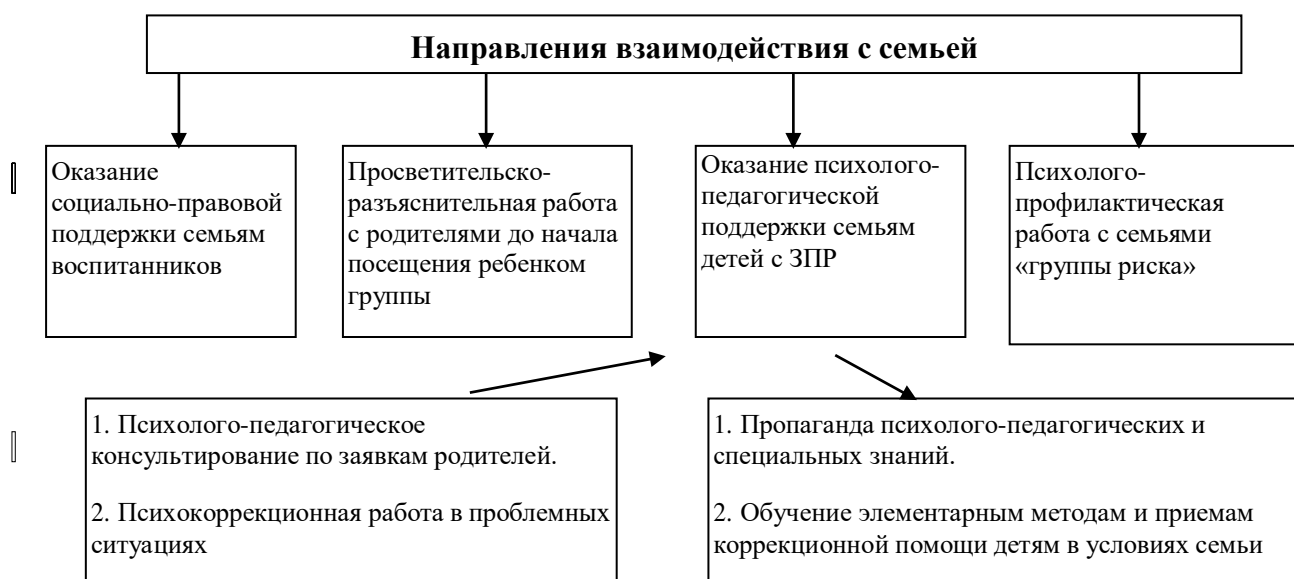 Направления взаимодействия с семьей
Оказание
социально-правовой
поддержки семьям
воспитанников
Просветительско-
разъяснительная работа
с родителями до начала
посещения ребенком
группы
Оказание психолого-
педагогической
поддержки семьям
детей с ЗПР
Психолого-
профилактическая
работа с семьями
«группы риска»
1. Психолого-педагогическое
консультирование по заявкам родителей.
2. Психокоррекционная работа в проблемных
ситуациях
1. Пропаганда психолого-педагогических и
специальных знаний.
2. Обучение элементарным методам и приемам
коррекционной помощи детям в условиях семьи